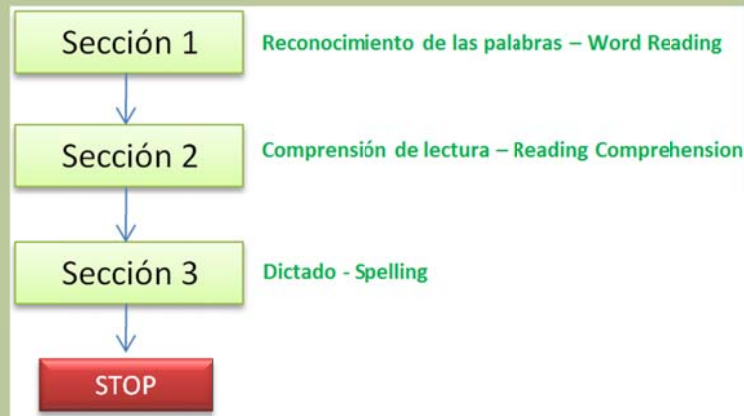 Sección 1
Reconocimiento de las palabras – Word Reading
Sección 2
Comprensión de lectura – Reading Comprehension
Sección 3
Dictado - Spelling
STOP